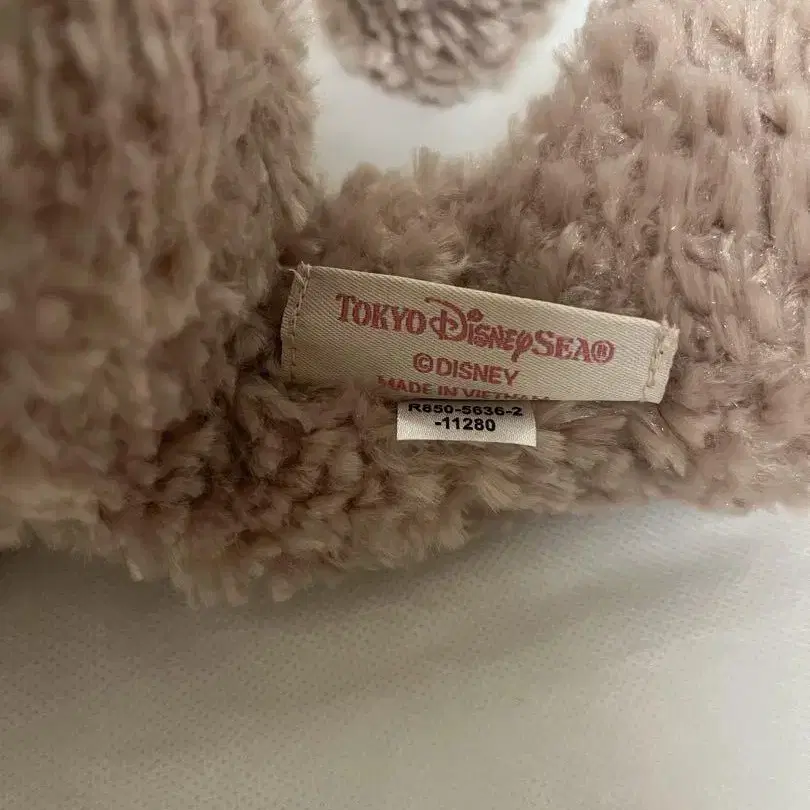 TOKYO DISNEYSEA®
©DISNEY
MADE IN VIETNAM
R850-5636-2
-11280